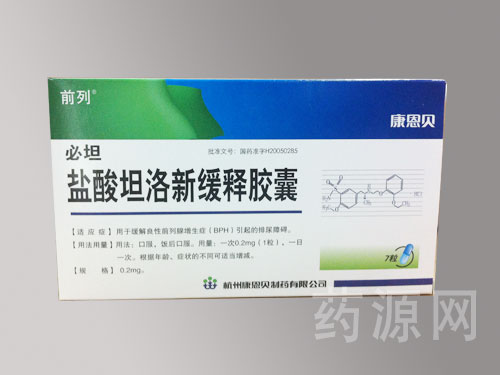 前列®
康恩贝
必坦
批准文号:国药准字H20050285
盐酸坦洛新缓释胶囊
【适 应 症】用于缓解良性前列腺增生症(BPH)引起的排尿障碍。
【用法用量】用法:口服。饭后口服。用量:一次0.2mg(1粒),一日
一次。根据年龄、症状的不同可适当增减。
【规　　格】0.2mg。
7粒
杭州康恩贝制药有限公司
药源网